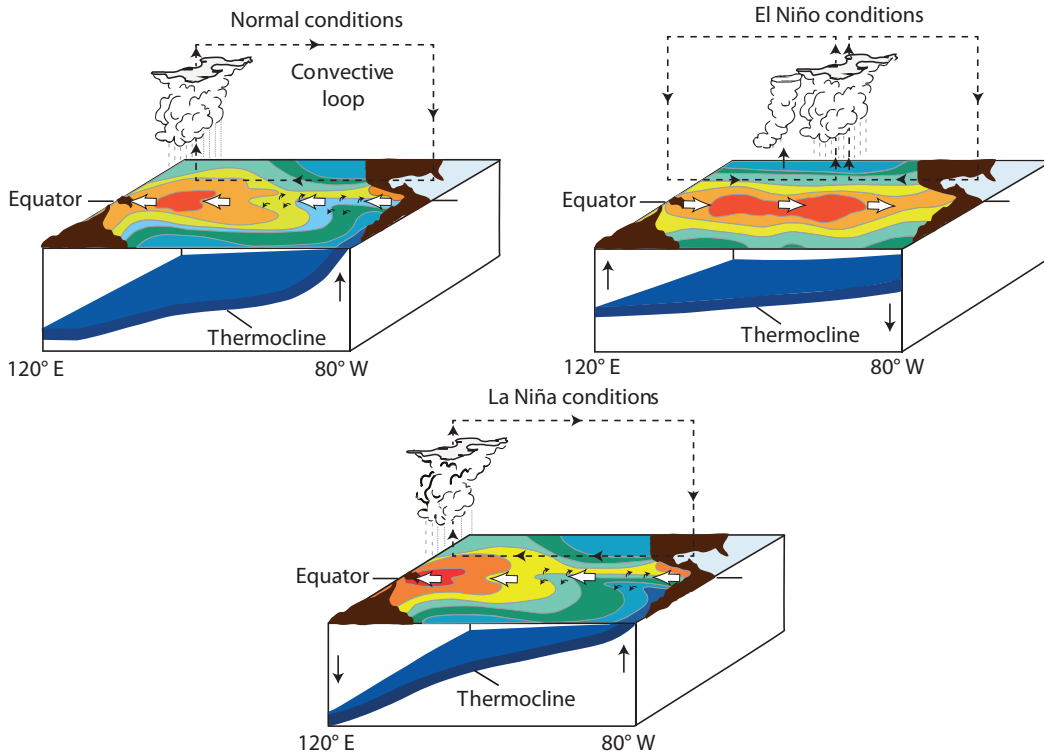 Normal conditions
Convective
loop
Equator
Thermocline
120° E
80° W
El Niño conditions
Equator
Thermocline
120° E
80° W
La Niña conditions
Equator
Thermocline
120° E
80° W